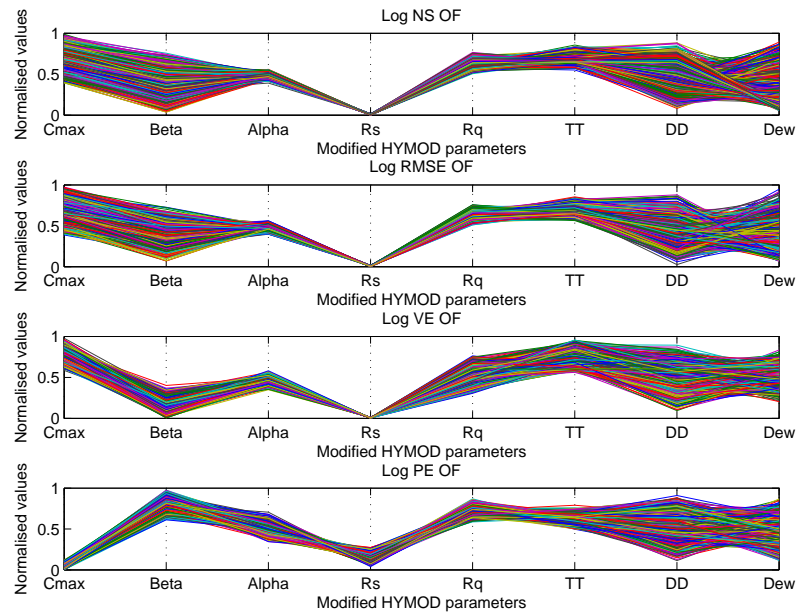 Log NS OF
Normalised values
1
0.5
0
Cmax Beta Alpha Rs Rq TT DD Dew
Modified HYMOD parameters
Log RMSE OF
Normalised values
1
0.5
0
Cmax Beta Alpha Rs Rq TT DD Dew
Modified HYMOD parameters
Log VE OF
Normalised values
1
0.5
0
Cmax Beta Alpha Rs Rq TT DD Dew
Modified HYMOD parameters
Log PE OF
Normalised values
1
0.5
0
Cmax Beta Alpha Rs Rq TT DD Dew
Modified HYMOD parameters